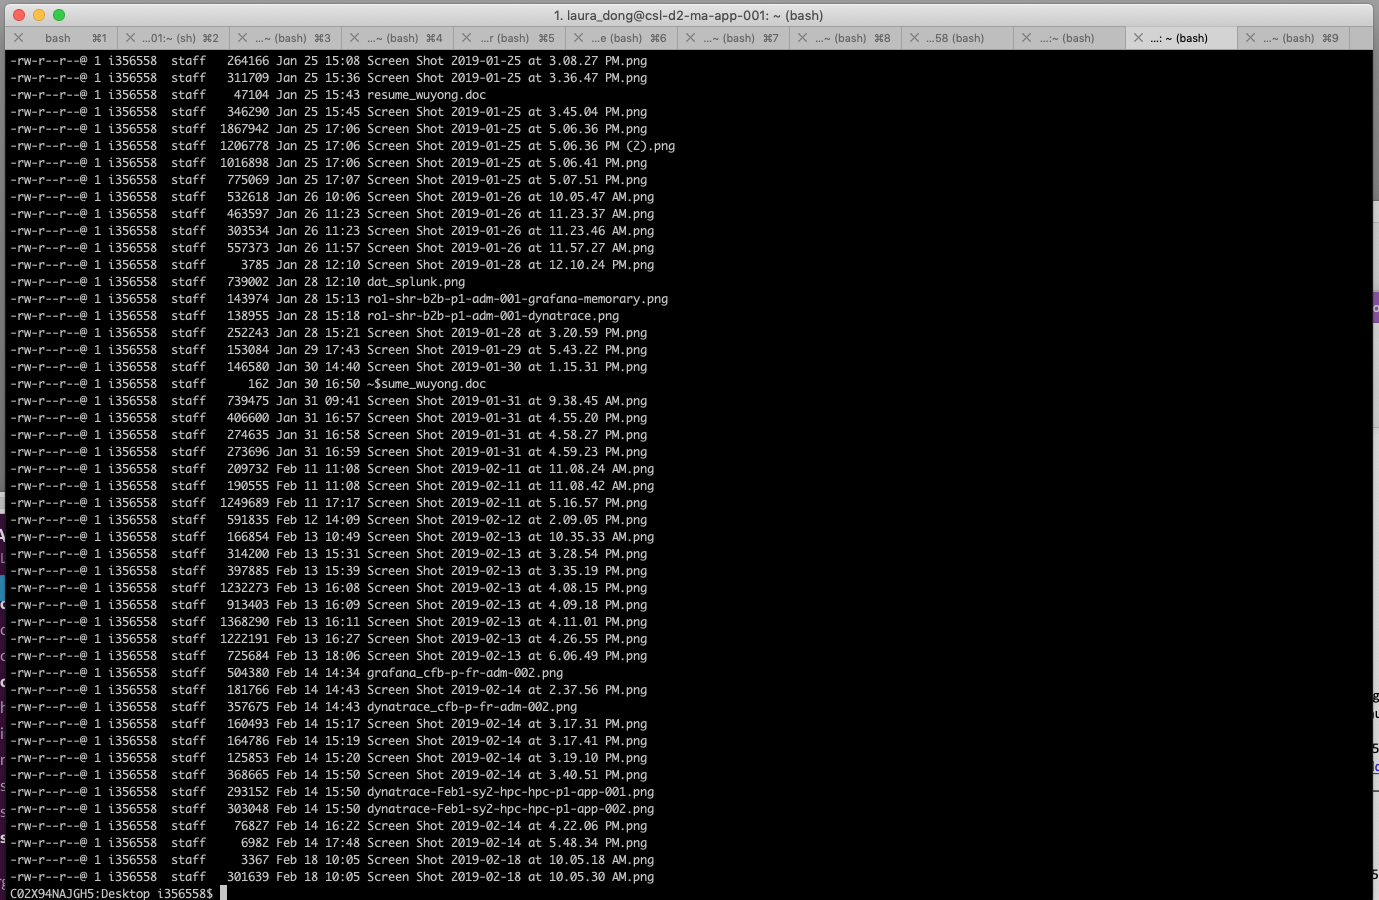 1. laura_dong@csl-d2-ma-app-001: ~ (bash)
bash ⌘1 ...01:~ (sh) ⌘2 ...~ (bash) ⌘3 ...~ (bash) ⌘4 ...r (bash) ⌘5 ...e (bash) ⌘6 ...~ (bash) ⌘7 ...~ (bash) ⌘8 ...58 (bash) ...:~ (bash) ...: ~ (bash) ...~ (bash) ⌘9
-rw-r--r--@ 1 i356558 staff 264166 Jan 25 15:08 Screen Shot 2019-01-25 at 3.08.27 PM.png
-rw-r--r--@ 1 i356558 staff 311709 Jan 25 15:36 Screen Shot 2019-01-25 at 3.36.47 PM.png
-rw-r--r--@ 1 i356558 staff 47104 Jan 25 15:43 resume_wuyong.doc
-rw-r--r--@ 1 i356558 staff 346290 Jan 25 15:45 Screen Shot 2019-01-25 at 3.45.04 PM.png
-rw-r--r--@ 1 i356558 staff 1867942 Jan 25 17:06 Screen Shot 2019-01-25 at 5.06.36 PM.png
-rw-r--r--@ 1 i356558 staff 1206778 Jan 25 17:06 Screen Shot 2019-01-25 at 5.06.36 PM (2).png
-rw-r--r--@ 1 i356558 staff 1016898 Jan 25 17:06 Screen Shot 2019-01-25 at 5.06.41 PM.png
-rw-r--r--@ 1 i356558 staff 775069 Jan 25 17:07 Screen Shot 2019-01-25 at 5.07.51 PM.png
-rw-r--r--@ 1 i356558 staff 532618 Jan 26 10:06 Screen Shot 2019-01-26 at 10.05.47 AM.png
-rw-r--r--@ 1 i356558 staff 463597 Jan 26 11:23 Screen Shot 2019-01-26 at 11.23.37 AM.png
-rw-r--r--@ 1 i356558 staff 303534 Jan 26 11:23 Screen Shot 2019-01-26 at 11.23.46 AM.png
-rw-r--r--@ 1 i356558 staff 557373 Jan 26 11:57 Screen Shot 2019-01-26 at 11.57.27 AM.png
-rw-r--r--@ 1 i356558 staff 3785 Jan 28 12:10 Screen Shot 2019-01-28 at 12.10.24 PM.png
-rw-r--r--@ 1 i356558 staff 739002 Jan 28 12:10 dat_splunk.png
-rw-r--r--@ 1 i356558 staff 143974 Jan 28 15:13 ro1-shr-b2b-p1-adm-001-grafana-memorary.png
-rw-r--r--@ 1 i356558 staff 138955 Jan 28 15:18 ro1-shr-b2b-p1-adm-001-dynatrace.png
-rw-r--r--@ 1 i356558 staff 252243 Jan 28 15:21 Screen Shot 2019-01-28 at 3.20.59 PM.png
-rw-r--r--@ 1 i356558 staff 153084 Jan 29 17:43 Screen Shot 2019-01-29 at 5.43.22 PM.png
-rw-r--r--@ 1 i356558 staff 146580 Jan 30 14:40 Screen Shot 2019-01-30 at 1.15.31 PM.png
-rw-r--r--@ 1 i356558 staff 162 Jan 30 16:50 ~$sume_wuyong.doc
-rw-r--r--@ 1 i356558 staff 739475 Jan 31 09:41 Screen Shot 2019-01-31 at 9.38.45 AM.png
-rw-r--r--@ 1 i356558 staff 406600 Jan 31 16:57 Screen Shot 2019-01-31 at 4.55.20 PM.png
-rw-r--r--@ 1 i356558 staff 274635 Jan 31 16:58 Screen Shot 2019-01-31 at 4.58.27 PM.png
-rw-r--r--@ 1 i356558 staff 273696 Jan 31 16:59 Screen Shot 2019-01-31 at 4.59.23 PM.png
-rw-r--r--@ 1 i356558 staff 209732 Feb 11 11:08 Screen Shot 2019-02-11 at 11.08.24 AM.png
-rw-r--r--@ 1 i356558 staff 190555 Feb 11 11:08 Screen Shot 2019-02-11 at 11.08.42 AM.png
-rw-r--r--@ 1 i356558 staff 1249689 Feb 11 17:17 Screen Shot 2019-02-11 at 5.16.57 PM.png
-rw-r--r--@ 1 i356558 staff 591835 Feb 12 14:09 Screen Shot 2019-02-12 at 2.09.05 PM.png
-rw-r--r--@ 1 i356558 staff 166854 Feb 13 10:49 Screen Shot 2019-02-13 at 10.35.33 AM.png
-rw-r--r--@ 1 i356558 staff 314200 Feb 13 15:31 Screen Shot 2019-02-13 at 3.28.54 PM.png
-rw-r--r--@ 1 i356558 staff 397885 Feb 13 15:39 Screen Shot 2019-02-13 at 3.35.19 PM.png
-rw-r--r--@ 1 i356558 staff 1232273 Feb 13 16:08 Screen Shot 2019-02-13 at 4.08.15 PM.png
-rw-r--r--@ 1 i356558 staff 913403 Feb 13 16:09 Screen Shot 2019-02-13 at 4.09.18 PM.png
-rw-r--r--@ 1 i356558 staff 1368290 Feb 13 16:11 Screen Shot 2019-02-13 at 4.11.01 PM.png
-rw-r--r--@ 1 i356558 staff 1222191 Feb 13 16:27 Screen Shot 2019-02-13 at 4.26.55 PM.png
-rw-r--r--@ 1 i356558 staff 725684 Feb 13 18:06 Screen Shot 2019-02-13 at 6.06.49 PM.png
-rw-r--r--@ 1 i356558 staff 504380 Feb 14 14:34 grafana_cfb-p-fr-adm-002.png
-rw-r--r--@ 1 i356558 staff 181766 Feb 14 14:43 Screen Shot 2019-02-14 at 2.37.56 PM.png
-rw-r--r--@ 1 i356558 staff 357675 Feb 14 14:43 dynatrace_cfb-p-fr-adm-002.png
-rw-r--r--@ 1 i356558 staff 160493 Feb 14 15:17 Screen Shot 2019-02-14 at 3.17.31 PM.png
-rw-r--r--@ 1 i356558 staff 164786 Feb 14 15:19 Screen Shot 2019-02-14 at 3.17.41 PM.png
-rw-r--r--@ 1 i356558 staff 125853 Feb 14 15:20 Screen Shot 2019-02-14 at 3.19.10 PM.png
-rw-r--r--@ 1 i356558 staff 368665 Feb 14 15:50 Screen Shot 2019-02-14 at 3.40.51 PM.png
-rw-r--r--@ 1 i356558 staff 293152 Feb 14 15:50 dynatrace-Feb1-sy2-hpc-hpc-p1-app-001.png
-rw-r--r--@ 1 i356558 staff 303048 Feb 14 15:50 dynatrace-Feb1-sy2-hpc-hpc-p1-app-002.png
-rw-r--r--@ 1 i356558 staff 76827 Feb 14 16:22 Screen Shot 2019-02-14 at 4.22.06 PM.png
-rw-r--r--@ 1 i356558 staff 6982 Feb 14 17:48 Screen Shot 2019-02-14 at 5.48.34 PM.png
-rw-r--r--@ 1 i356558 staff 3367 Feb 18 10:05 Screen Shot 2019-02-18 at 10.05.18 AM.png
-rw-r--r--@ 1 i356558 staff 301639 Feb 18 10:05 Screen Shot 2019-02-18 at 10.05.30 AM.png
C02X94NAJGH5:Desktop i356558$